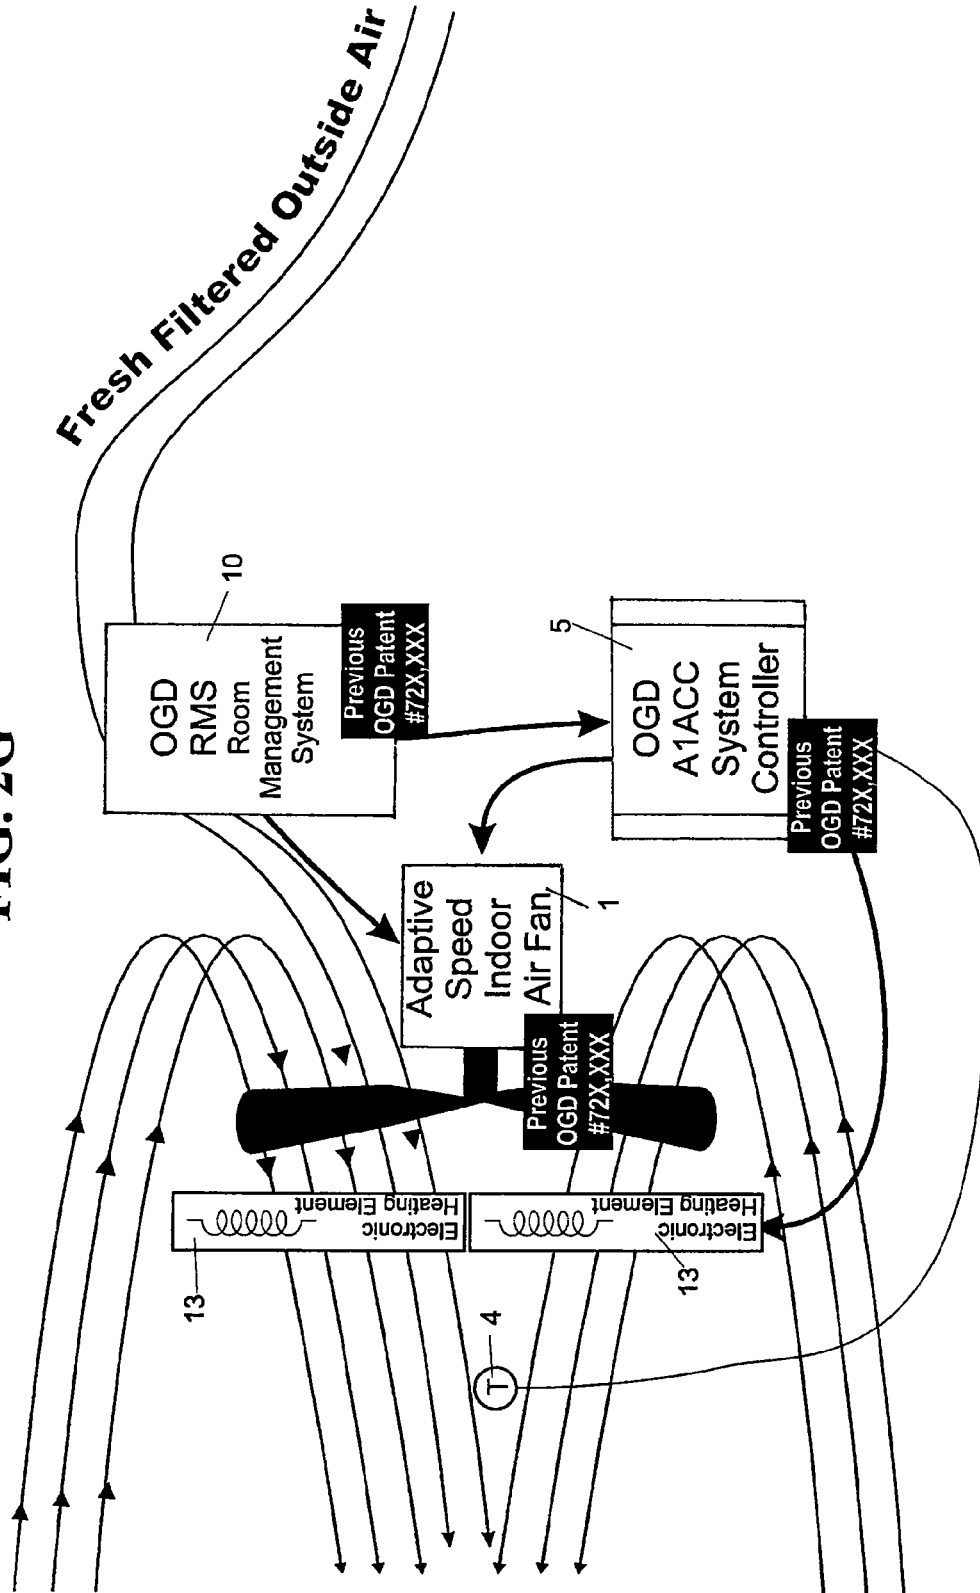 FIG. 2G
Fresh Filtered Outside Air
10
OGD
RMS
Room
Management
System
Previous
OGD Patent
#72X,XXX
5
OGD
A1ACC
System
Controller
Previous
OGD Patent
#72X,XXX
Adaptive
Speed
Indoor
Air Fan
1
Previous
OGD Patent
#72X,XXX
13
Electronic
Heating Element
13
Electronic
Heating Element
4
T